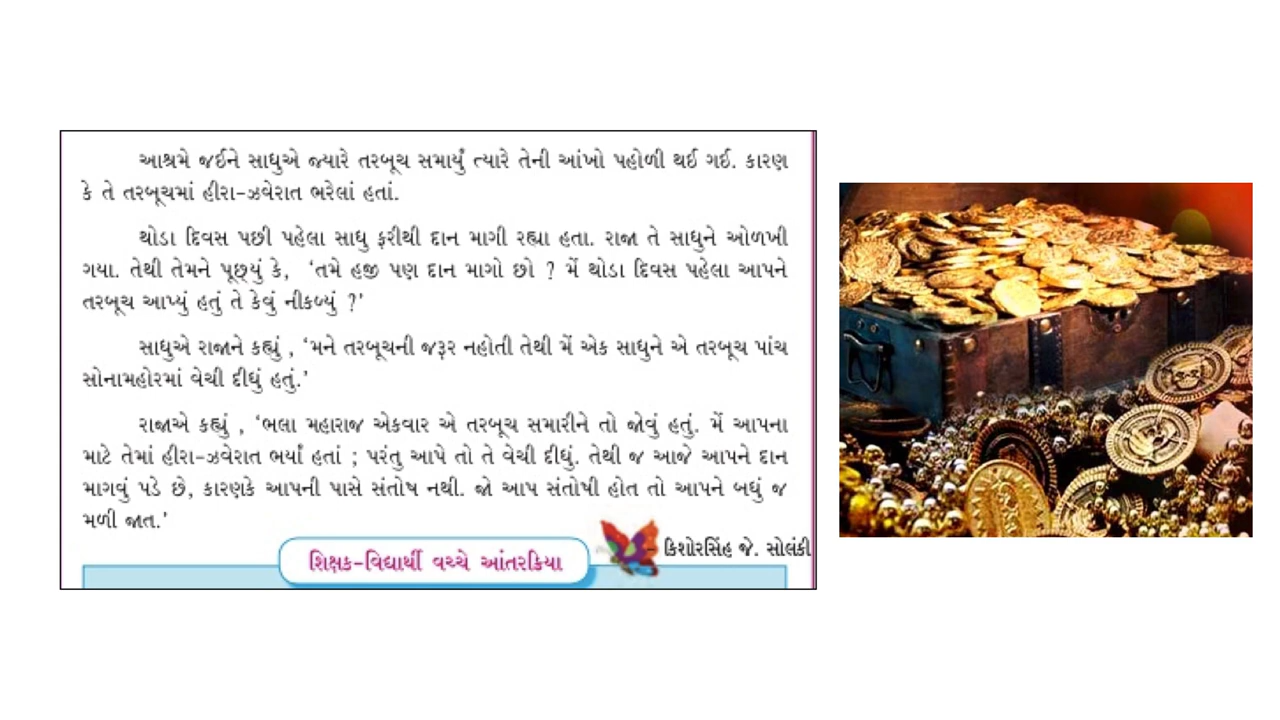 આશ્રમે જઈને સાધુએ જ્યારે તરબૂચ સમાર્યું ત્યારે તેની આંખો પહોળી થઈ ગઈ. કારણ
કે તે તરબૂચમાં હીરા-ઝવેરાત ભરેલાં હતાં.
થોડા દિવસ પછી પહેલા સાધુ ફરીથી દાન માગી રહ્યા હતા. રાજા તે સાધુને ઓળખી
ગયા. તેથી તેમને પૂછ્યું કે, ‘તમે હજી પણ દાન માગો છો ? મેં થોડા દિવસ પહેલા આપને
તરબૂચ આપ્યું હતું તે કેવું નીકળ્યું ?’
સાધુએ રાજાને કહ્યું , ‘મને તરબૂચની જરૂર નહોતી તેથી મેં એક સાધુને એ તરબૂચ પાંચ
સોનામહોરમાં વેચી દીધું હતું.’
રાજાએ કહ્યું , ‘ભલા મહારાજ એકવાર એ તરબૂચ સમારીને તો જોવું હતું. મેં આપના
માટે તેમાં હીરા-ઝવેરાત ભર્યાં હતાં ; પરંતુ આપે તો તે વેચી દીધું. તેથી જ આજે આપને દાન
માગવું પડે છે, કારણકે આપની પાસે સંતોષ નથી. જો આપ સંતોષી હોત તો આપને બધું જ
મળી જાત.’
- કિશોરસિંહ જે. સોલંકી
શિક્ષક-વિદ્યાર્થી વચ્ચે આંતરક્રિયા